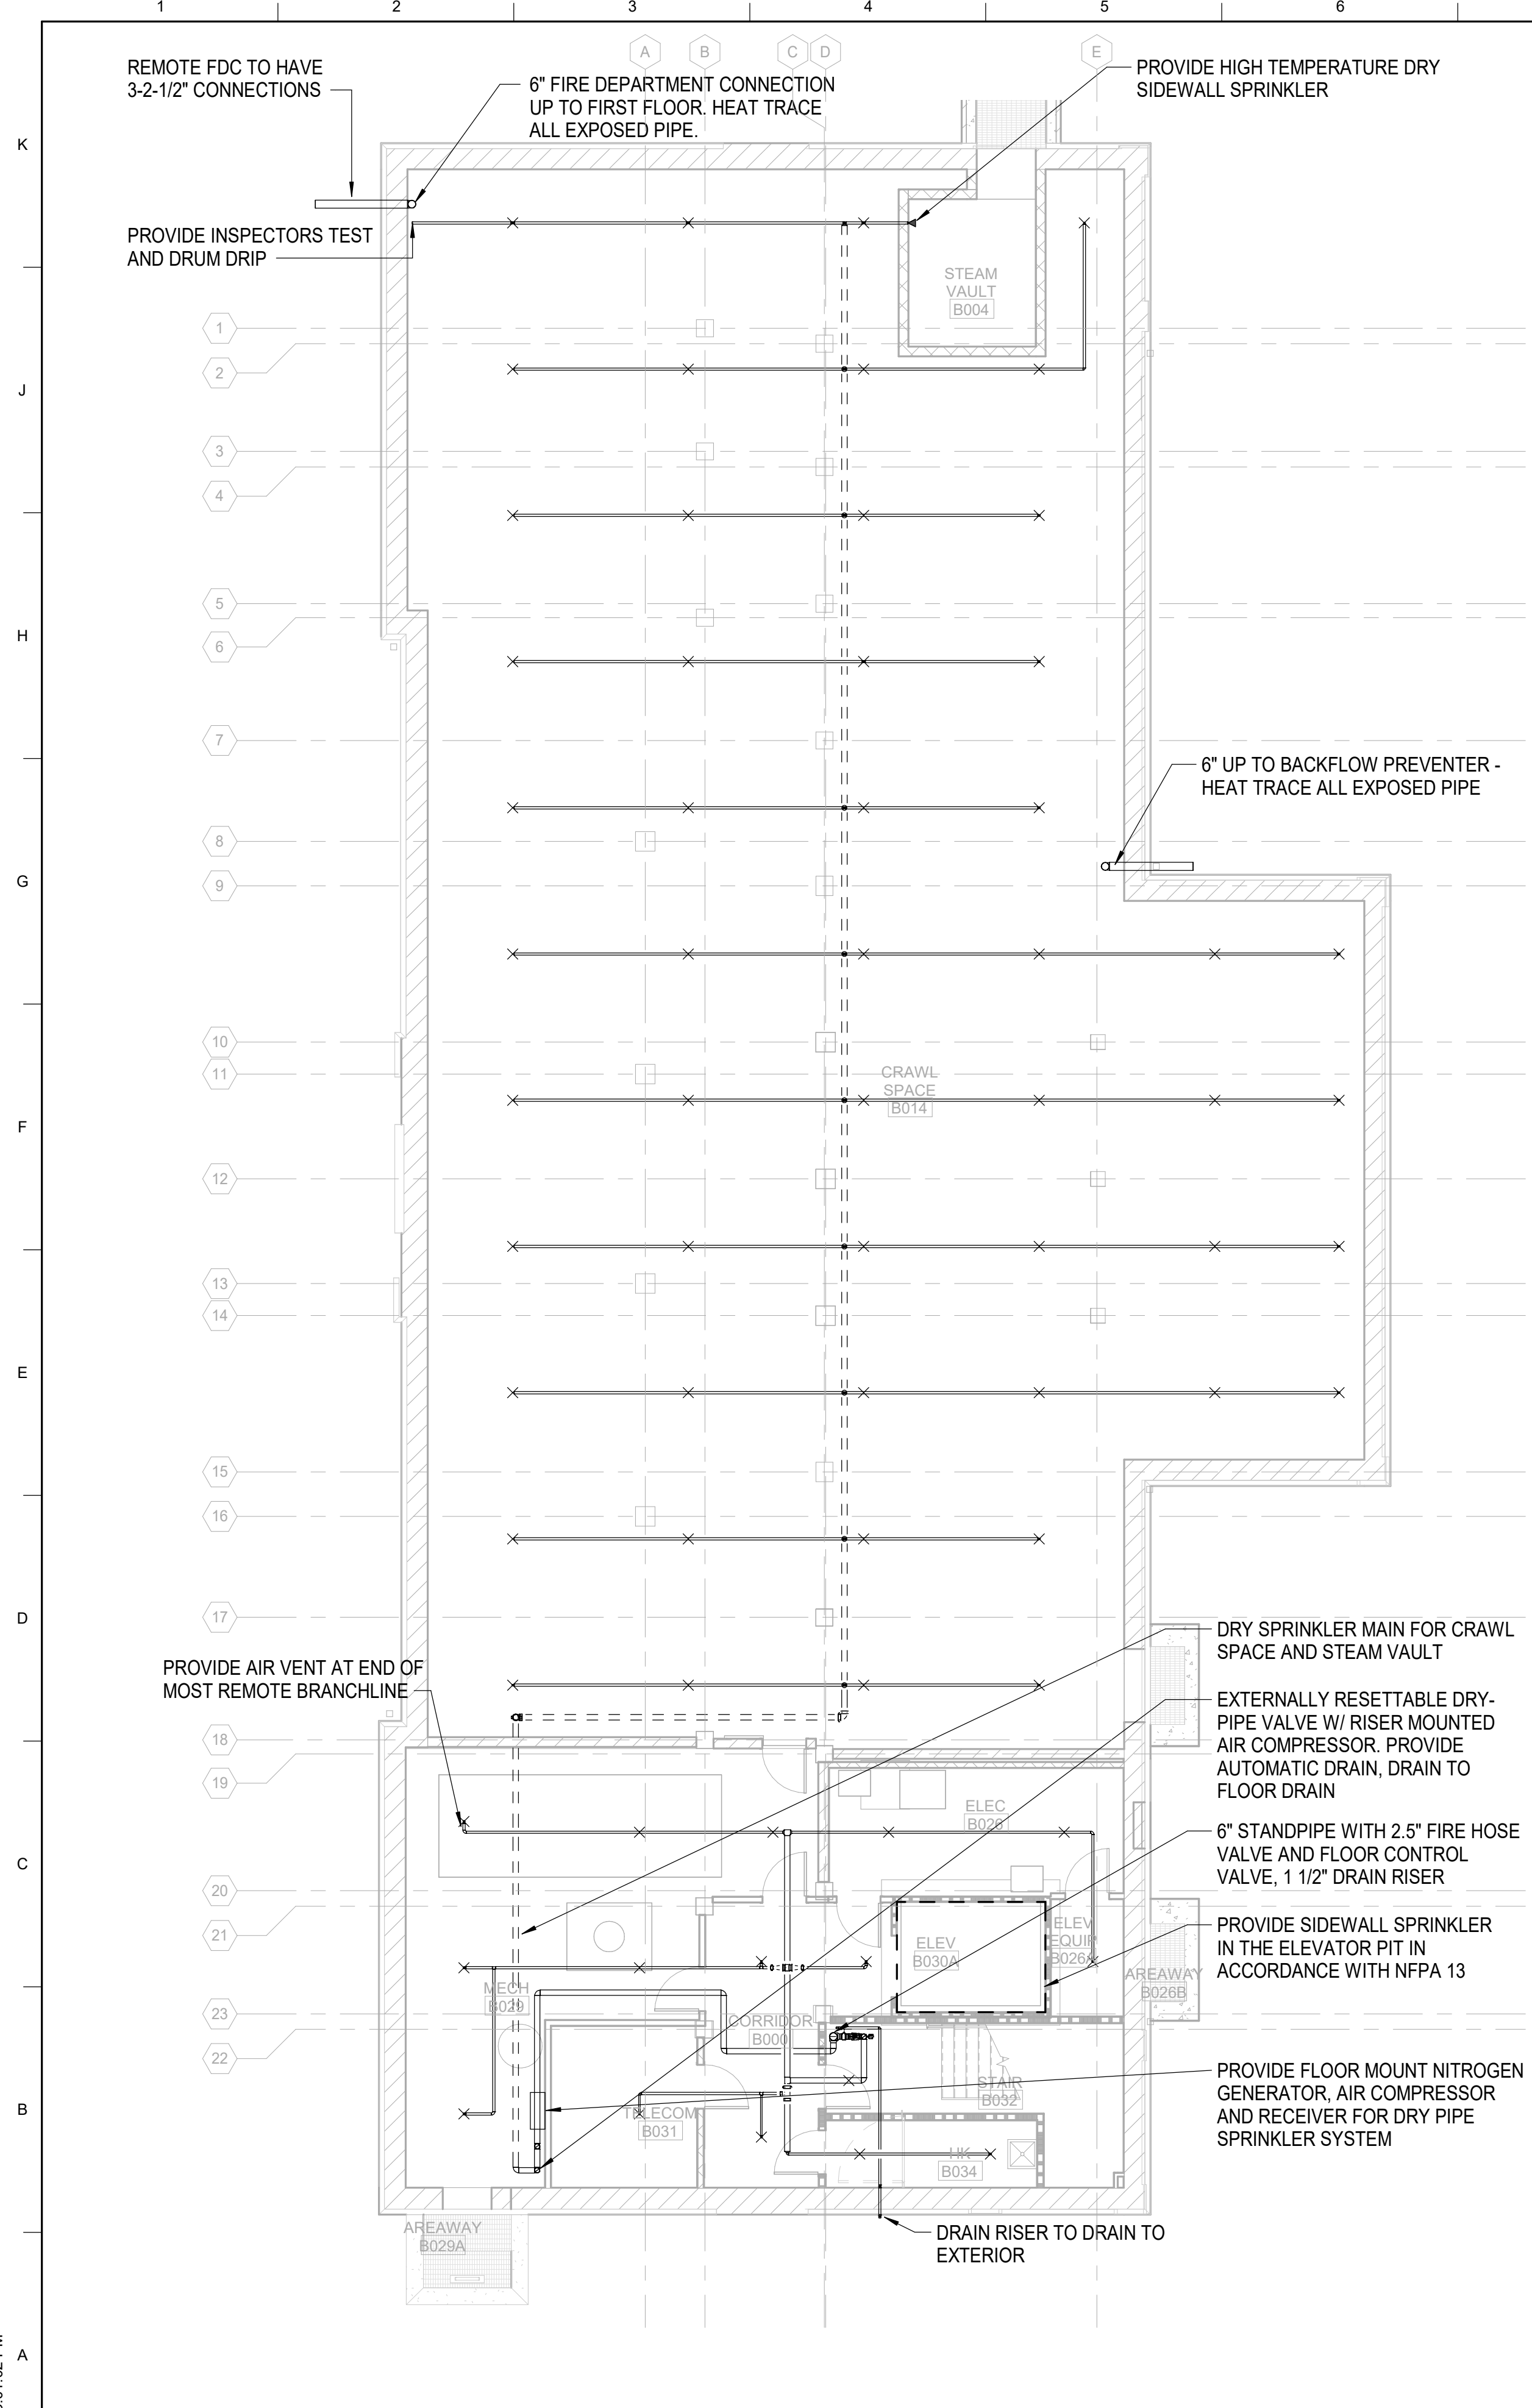 1 2 3 4 5 6
A B C D E
REMOTE FDC TO HAVE
3-2-1/2" CONNECTIONS
6" FIRE DEPARTMENT CONNECTION
UP TO FIRST FLOOR. HEAT TRACE
ALL EXPOSED PIPE.
PROVIDE HIGH TEMPERATURE DRY
SIDEWALL SPRINKLER
K
PROVIDE INSPECTORS TEST
AND DRUM DRIP
STEAM
VAULT
B004
1
2
J
3
4
5
H
6
7
6" UP TO BACKFLOW PREVENTER -
HEAT TRACE ALL EXPOSED PIPE
8
G
9
10
11
CRAWL
SPACE
B014
F
12
13
14
E
15
16
D
17
DRY SPRINKLER MAIN FOR CRAWL
SPACE AND STEAM VAULT
PROVIDE AIR VENT AT END OF
MOST REMOTE BRANCHLINE
EXTERNALLY RESETTABLE DRY-
PIPE VALVE W/ RISER MOUNTED
AIR COMPRESSOR. PROVIDE
AUTOMATIC DRAIN, DRAIN TO
FLOOR DRAIN
18
19
ELEC
B026
6" STANDPIPE WITH 2.5" FIRE HOSE
VALVE AND FLOOR CONTROL
VALVE, 1 1/2" DRAIN RISER
C
20
21
ELEV
B030A
ELEV
EQUIP
B026A
PROVIDE SIDEWALL SPRINKLER
IN THE ELEVATOR PIT IN
ACCORDANCE WITH NFPA 13
AREAWAY
B026B
MECH
B029
23
CORRIDOR
B000
22
STAIR
B032
PROVIDE FLOOR MOUNT NITROGEN
GENERATOR, AIR COMPRESSOR
AND RECEIVER FOR DRY PIPE
SPRINKLER SYSTEM
B
TELECOM
B031
HK
B034
AREAWAY
B029A
DRAIN RISER TO DRAIN TO
EXTERIOR
A